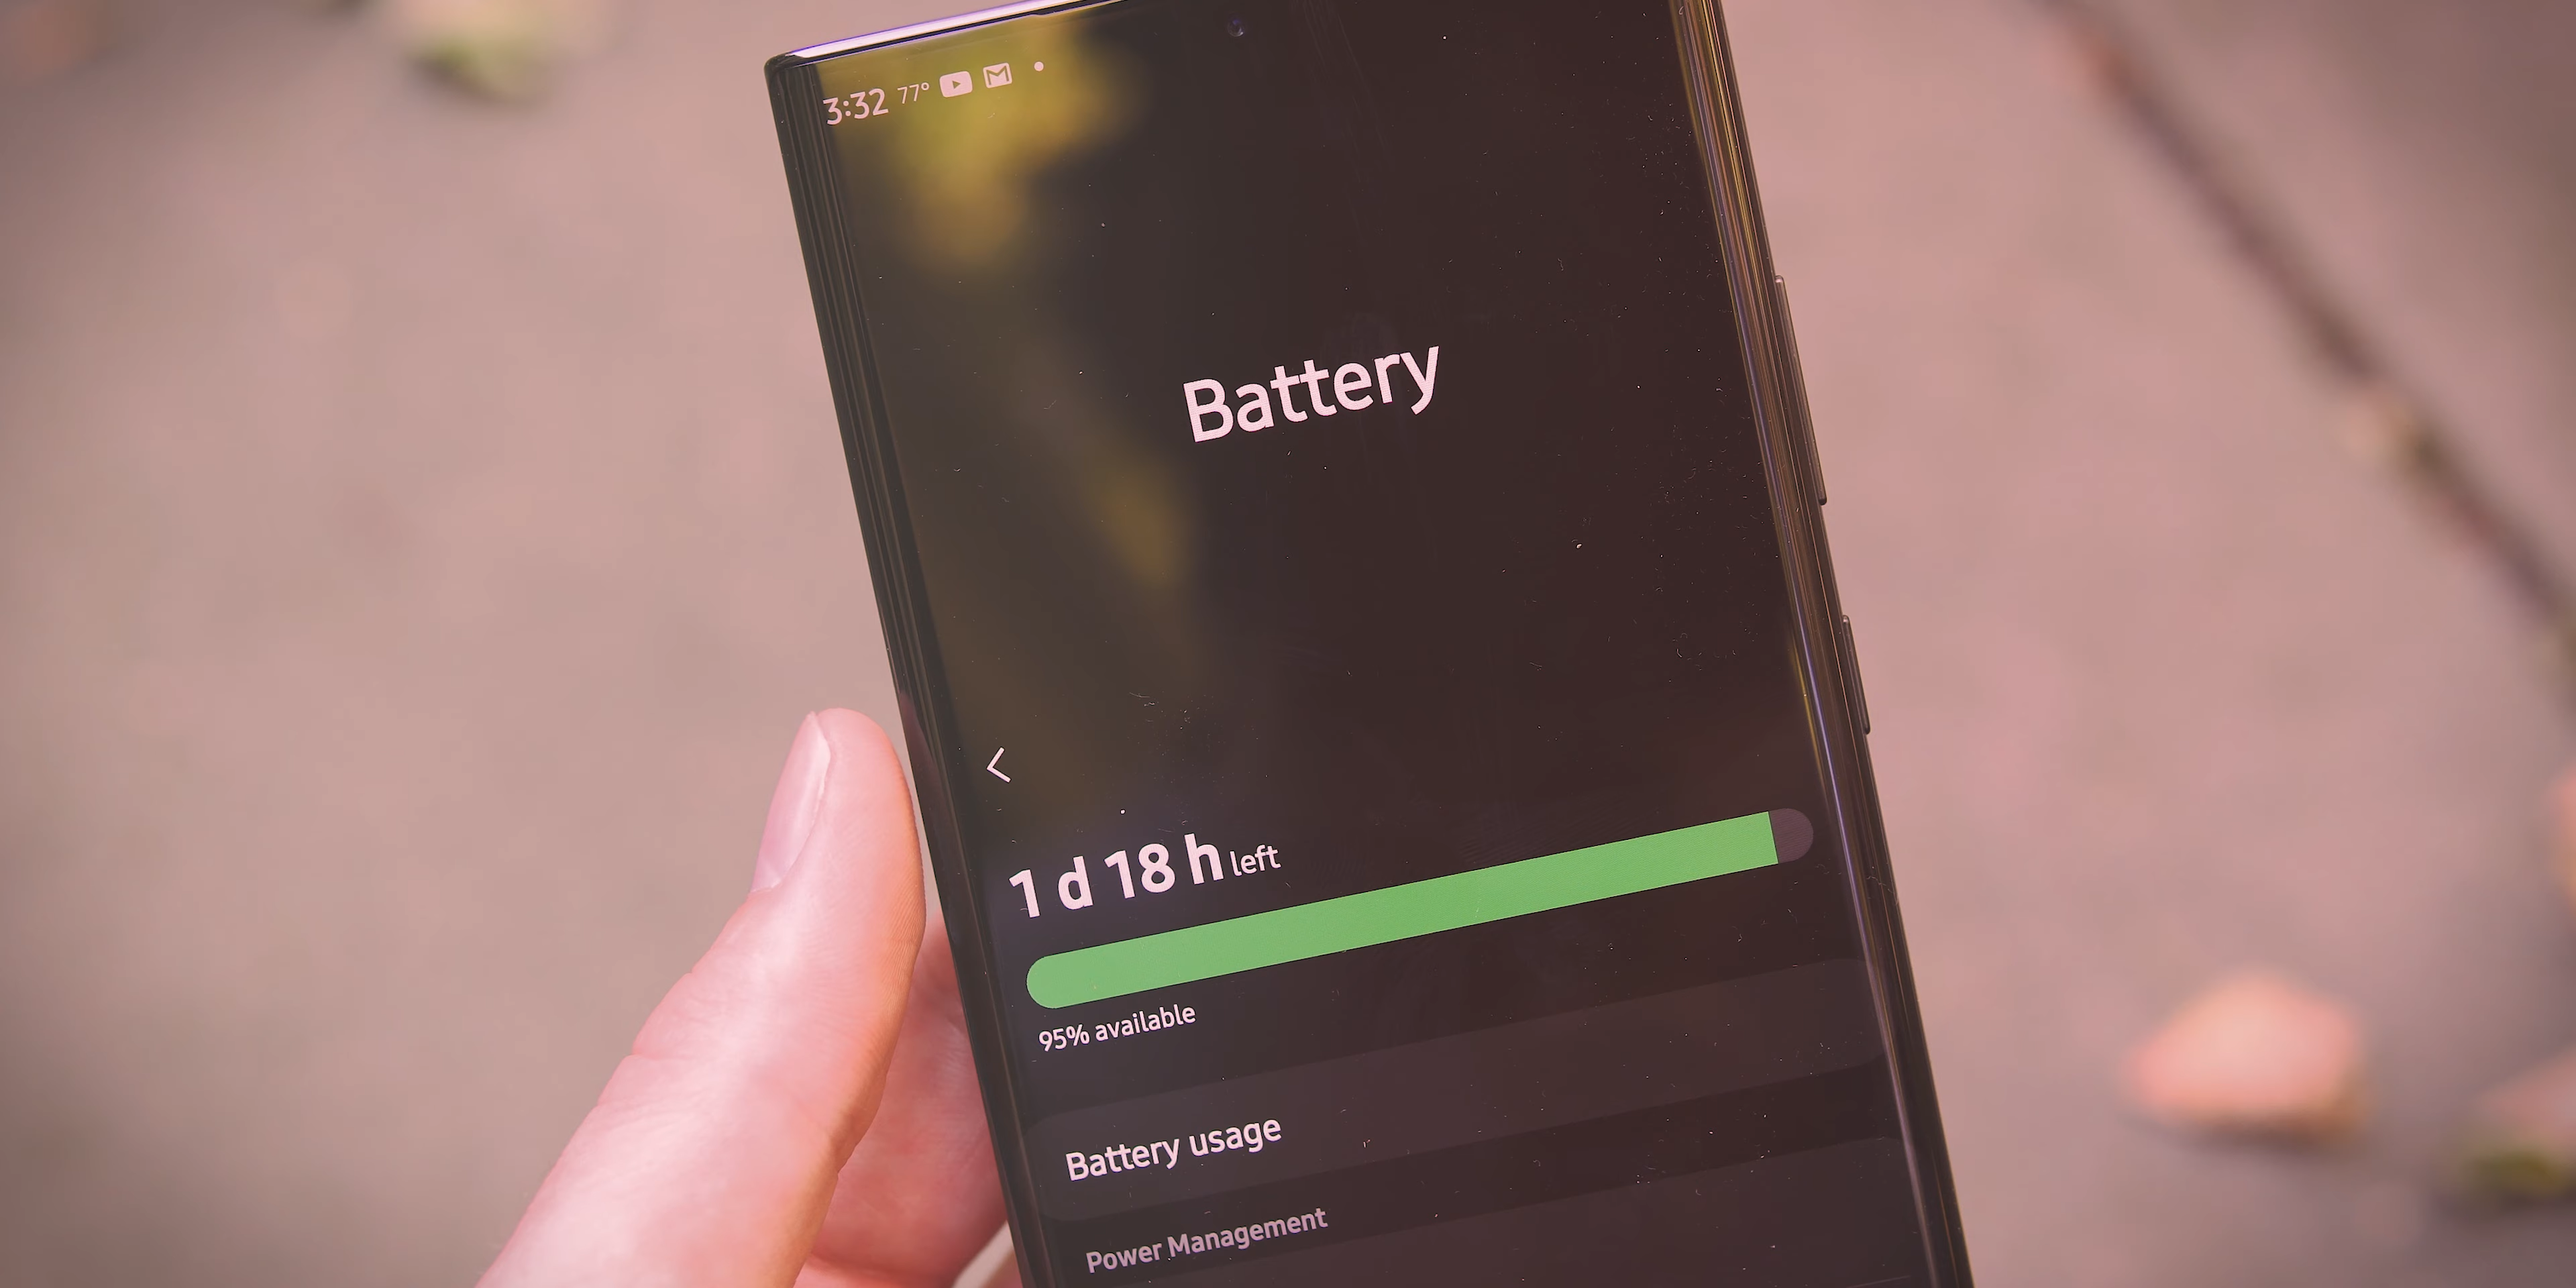 3:32 77°
Battery
1 d 18 h left
95% available
Battery usage
Power Management